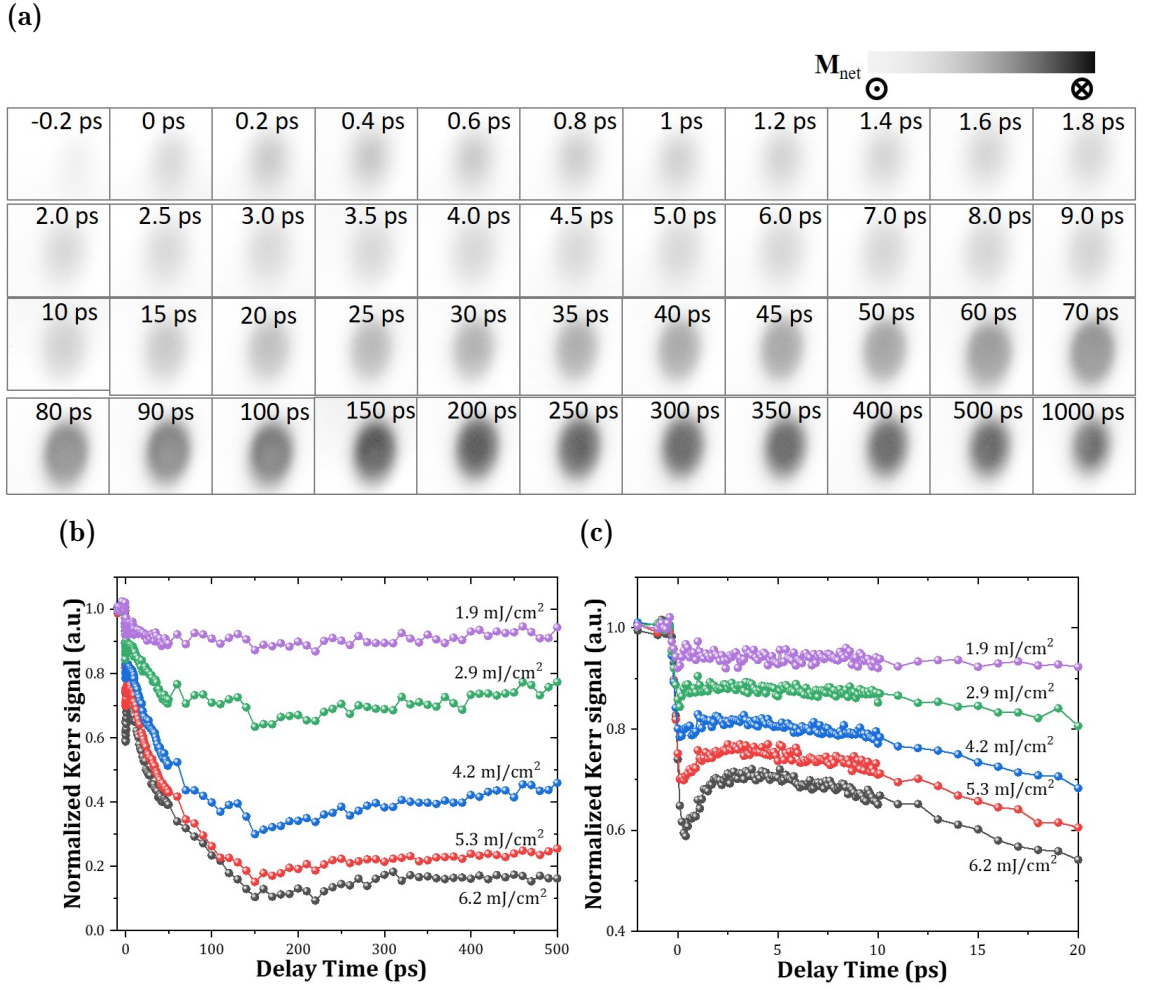 (a)
M_net
-0.2 ps 0 ps 0.2 ps 0.4 ps 0.6 ps 0.8 ps 1 ps 1.2 ps 1.4 ps 1.6 ps 1.8 ps
2.0 ps 2.5 ps 3.0 ps 3.5 ps 4.0 ps 4.5 ps 5.0 ps 6.0 ps 7.0 ps 8.0 ps 9.0 ps
10 ps 15 ps 20 ps 25 ps 30 ps 35 ps 40 ps 45 ps 50 ps 60 ps 70 ps
80 ps 90 ps 100 ps 150 ps 200 ps 250 ps 300 ps 350 ps 400 ps 500 ps 1000 ps
(b)
Normalized Kerr signal (a.u.)
1.0
0.8
0.6
0.4
0.2
0.0
1.9 mJ/cm²
2.9 mJ/cm²
4.2 mJ/cm²
5.3 mJ/cm²
6.2 mJ/cm²
0 100 200 300 400 500
Delay Time (ps)
(c)
Normalized Kerr signal (a.u.)
1.0
0.8
0.6
0.4
1.9 mJ/cm²
2.9 mJ/cm²
4.2 mJ/cm²
5.3 mJ/cm²
6.2 mJ/cm²
0 5 10 15 20
Delay Time (ps)